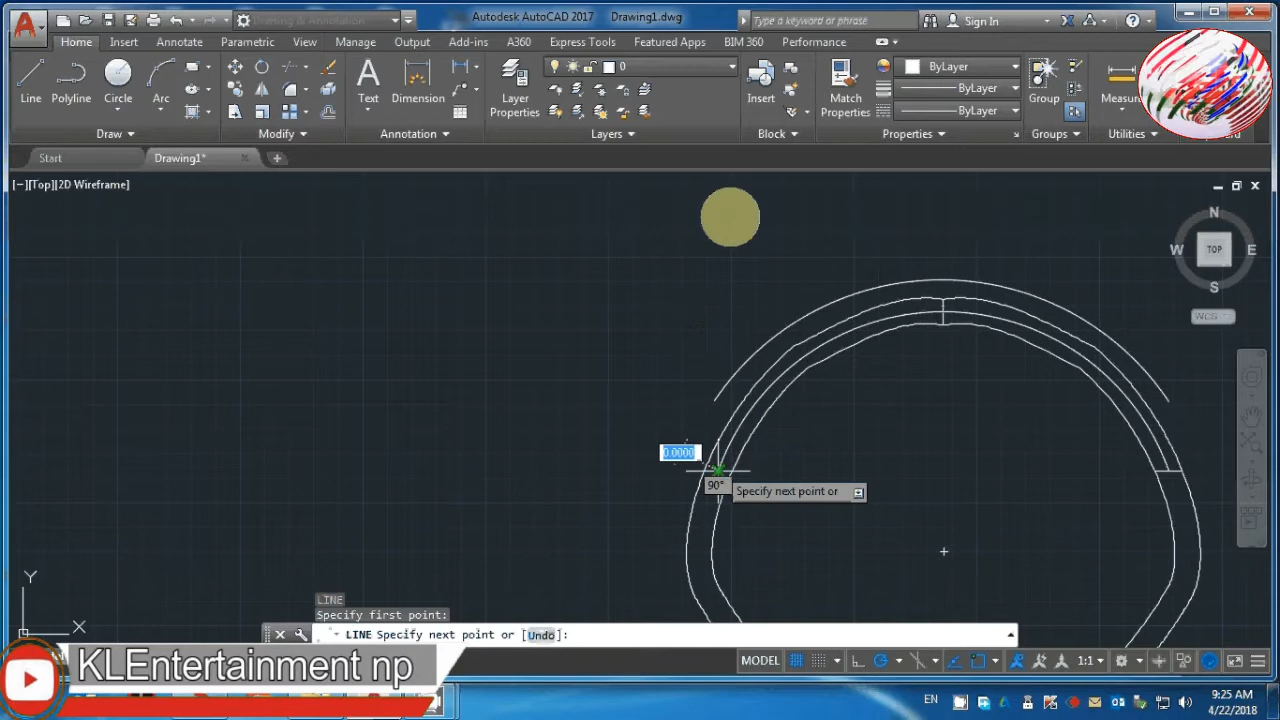 Drafting & Annotation
Autodesk AutoCAD 2017 Drawing1.dwg
Type a keyword or phrase
Sign In
Home Insert Annotate Parametric View Manage Output Add-ins A360 Express Tools Featured Apps BIM 360 Performance
0
ByLayer
ByLayer
ByLayer
Line Polyline Circle Arc Text Dimension Layer Properties Insert Match Properties Group Measure
Draw Modify Annotation Layers Block Properties Groups Utilities
Start Drawing1*
[−][Top][2D Wireframe]
N
W TOP E
S
WCS
0.0000
90° Specify next point or
Y
X
LINE
Specify first point:
LINE Specify next point or [Undo]:
MODEL 1:1
KLEntertainment np
EN
9:25 AM
4/22/2018